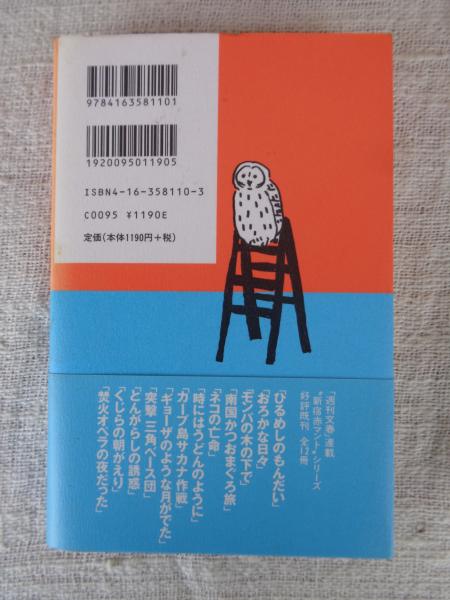 9784163581101
1920095011905
ISBN4-16-358110-3
C0095 ¥1190E
定価(本体1190円+税)
「週刊文春」連載
"新宿赤マント"シリーズ
好評既刊 全12冊
「ひるめしのもんだい」
「おろかな日々」
「モンパの木の下で」
「南国かつおまぐろ旅」
「ネコの亡命」
「時にはうどんのように」
「ガープ島サカナ作戦」
「ギョーザのような月がでた」
「突撃 三角ベース団」
「とんがらしの誘惑」
「くじらの朝がえり」
「焚火オペラの夜だった」